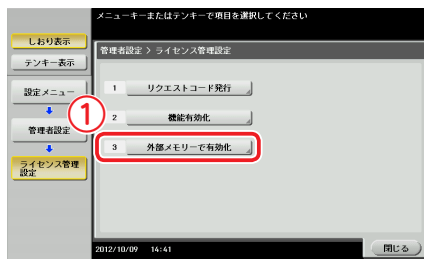 メニューキーまたはテンキーで項目を選択してください
しおり表示
テンキー表示
設定メニュー
管理者設定
ライセンス管理
設定
管理者設定 > ライセンス管理設定
1 リクエストコード発行
2 機能有効化
① 3 外部メモリーで有効化
2012/10/09 14:41
閉じる